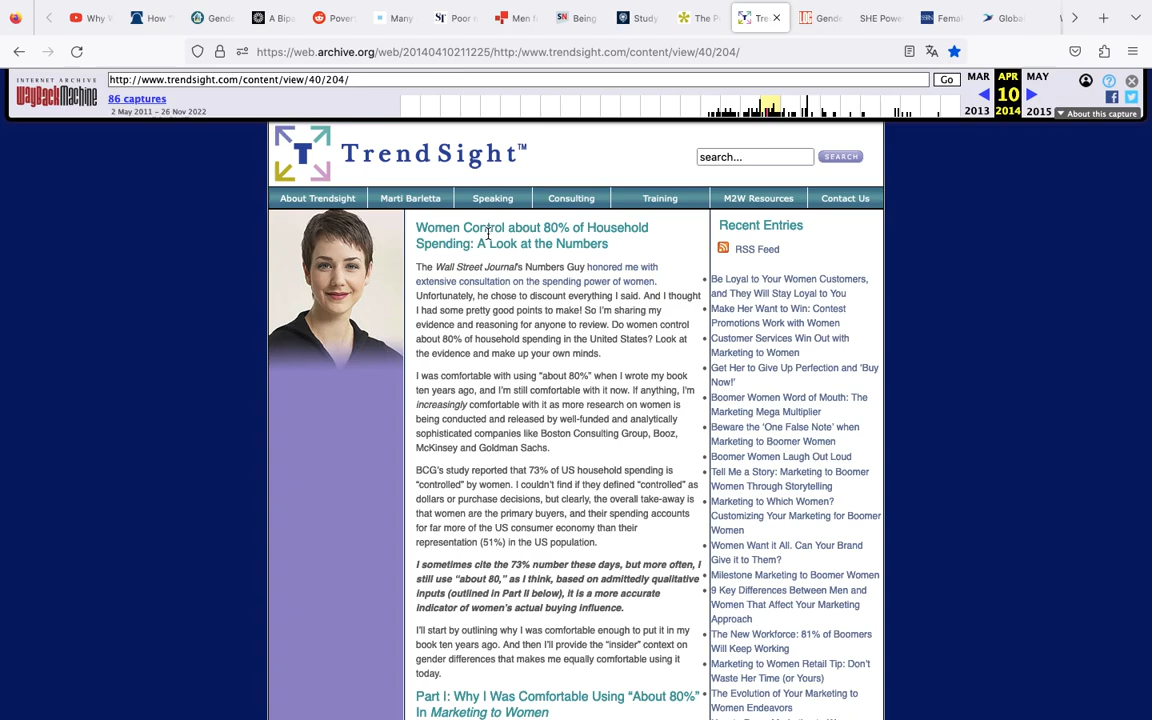 Why W
How "
Gende
A Bipa
Povert
Many
Poor n
Men f
Being
Study
The P
Tre
Gende
SHE Powe
Femal
Global
https://web.archive.org/web/20140410211225/http:/www.trendsight.com/content/view/40/204/
INTERNET ARCHIVE
WayBackMachine
http://www.trendsight.com/content/view/40/204/
Go
MAR
APR
MAY
86 captures
2 May 2011 – 26 Nov 2022
10
2013
2014
2015
About this capture
TrendSight™
search...
SEARCH
About Trendsight
Marti Barletta
Speaking
Consulting
Training
M2W Resources
Contact Us
Women Control about 80% of Household
Spending: A Look at the Numbers
The Wall Street Journal's Numbers Guy honored me with
extensive consultation on the spending power of women.
Unfortunately, he chose to discount everything I said. And I thought
I had some pretty good points to make! So I'm sharing my
evidence and reasoning for anyone to review. Do women control
about 80% of household spending in the United States? Look at
the evidence and make up your own minds.
I was comfortable with using "about 80%" when I wrote my book
ten years ago, and I'm still comfortable with it now. If anything, I'm
increasingly comfortable with it as more research on women is
being conducted and released by well-funded and analytically
sophisticated companies like Boston Consulting Group, Booz,
McKinsey and Goldman Sachs.
BCG's study reported that 73% of US household spending is
"controlled" by women. I couldn't find if they defined "controlled" as
dollars or purchase decisions, but clearly, the overall take-away is
that women are the primary buyers, and their spending accounts
for far more of the US consumer economy than their
representation (51%) in the US population.
I sometimes cite the 73% number these days, but more often, I
still use "about 80," as I think, based on admittedly qualitative
inputs (outlined in Part II below), it is a more accurate
indicator of women's actual buying influence.
I'll start by outlining why I was comfortable enough to put it in my
book ten years ago. And then I'll provide the "insider" context on
gender differences that makes me equally comfortable using it
today.
Part I: Why I Was Comfortable Using "About 80%"
In Marketing to Women
Recent Entries
RSS Feed
Be Loyal to Your Women Customers,
and They Will Stay Loyal to You
Make Her Want to Win: Contest
Promotions Work with Women
Customer Services Win Out with
Marketing to Women
Get Her to Give Up Perfection and 'Buy
Now!'
Boomer Women Word of Mouth: The
Marketing Mega Multiplier
Beware the 'One False Note' when
Marketing to Boomer Women
Boomer Women Laugh Out Loud
Tell Me a Story: Marketing to Boomer
Women Through Storytelling
Marketing to Which Women?
Customizing Your Marketing for Boomer
Women
Women Want it All. Can Your Brand
Give it to Them?
Milestone Marketing to Boomer Women
9 Key Differences Between Men and
Women That Affect Your Marketing
Approach
The New Workforce: 81% of Boomers
Will Keep Working
Marketing to Women Retail Tip: Don't
Waste Her Time (or Yours)
The Evolution of Your Marketing to
Women Endeavors